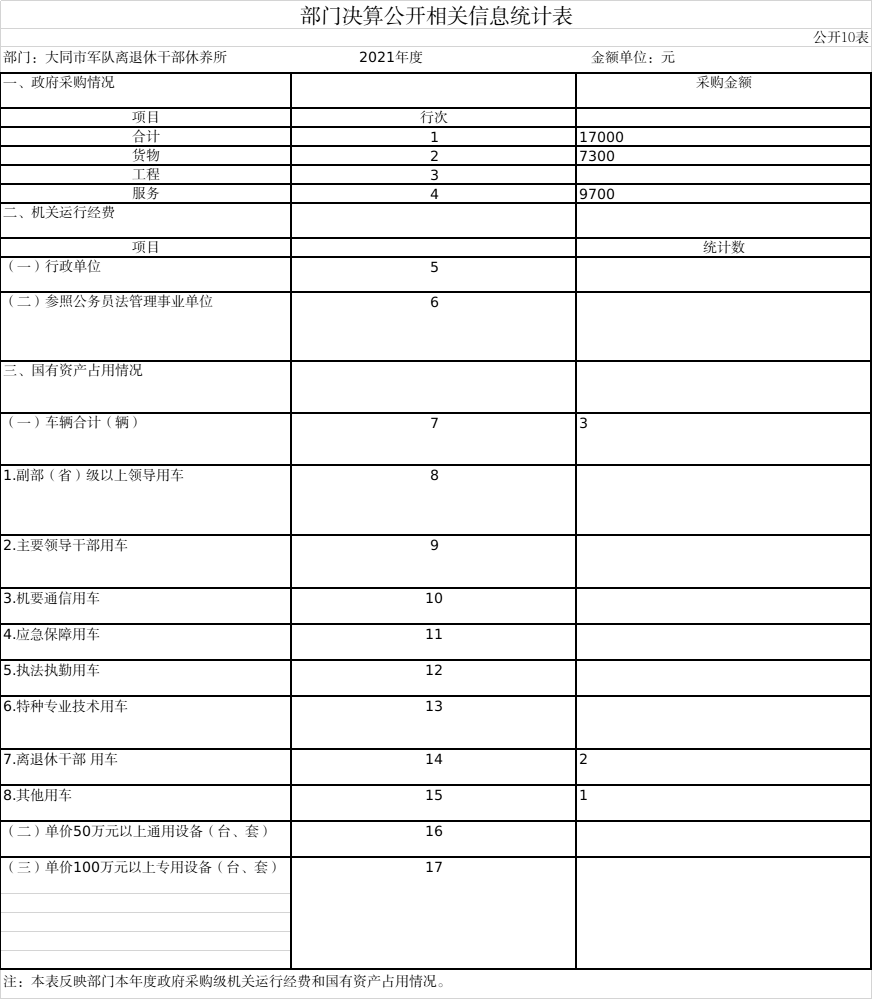 部门决算公开相关信息统计表
公开10表
部门：大同市军队离退休干部休养所 2021年度 金额单位：元
一、政府采购情况 采购金额
项目 行次
合计 1 17000
货物 2 7300
工程 3
服务 4 9700
二、机关运行经费
项目 统计数
（一）行政单位 5
（二）参照公务员法管理事业单位 6
三、国有资产占用情况
（一）车辆合计（辆） 7 3
1.副部（省）级以上领导用车 8
2.主要领导干部用车 9
3.机要通信用车 10
4.应急保障用车 11
5.执法执勤用车 12
6.特种专业技术用车 13
7.离退休干部 用车 14 2
8.其他用车 15 1
（二）单价50万元以上通用设备（台、套） 16
（三）单价100万元以上专用设备（台、套） 17
注：本表反映部门本年度政府采购级机关运行经费和国有资产占用情况。